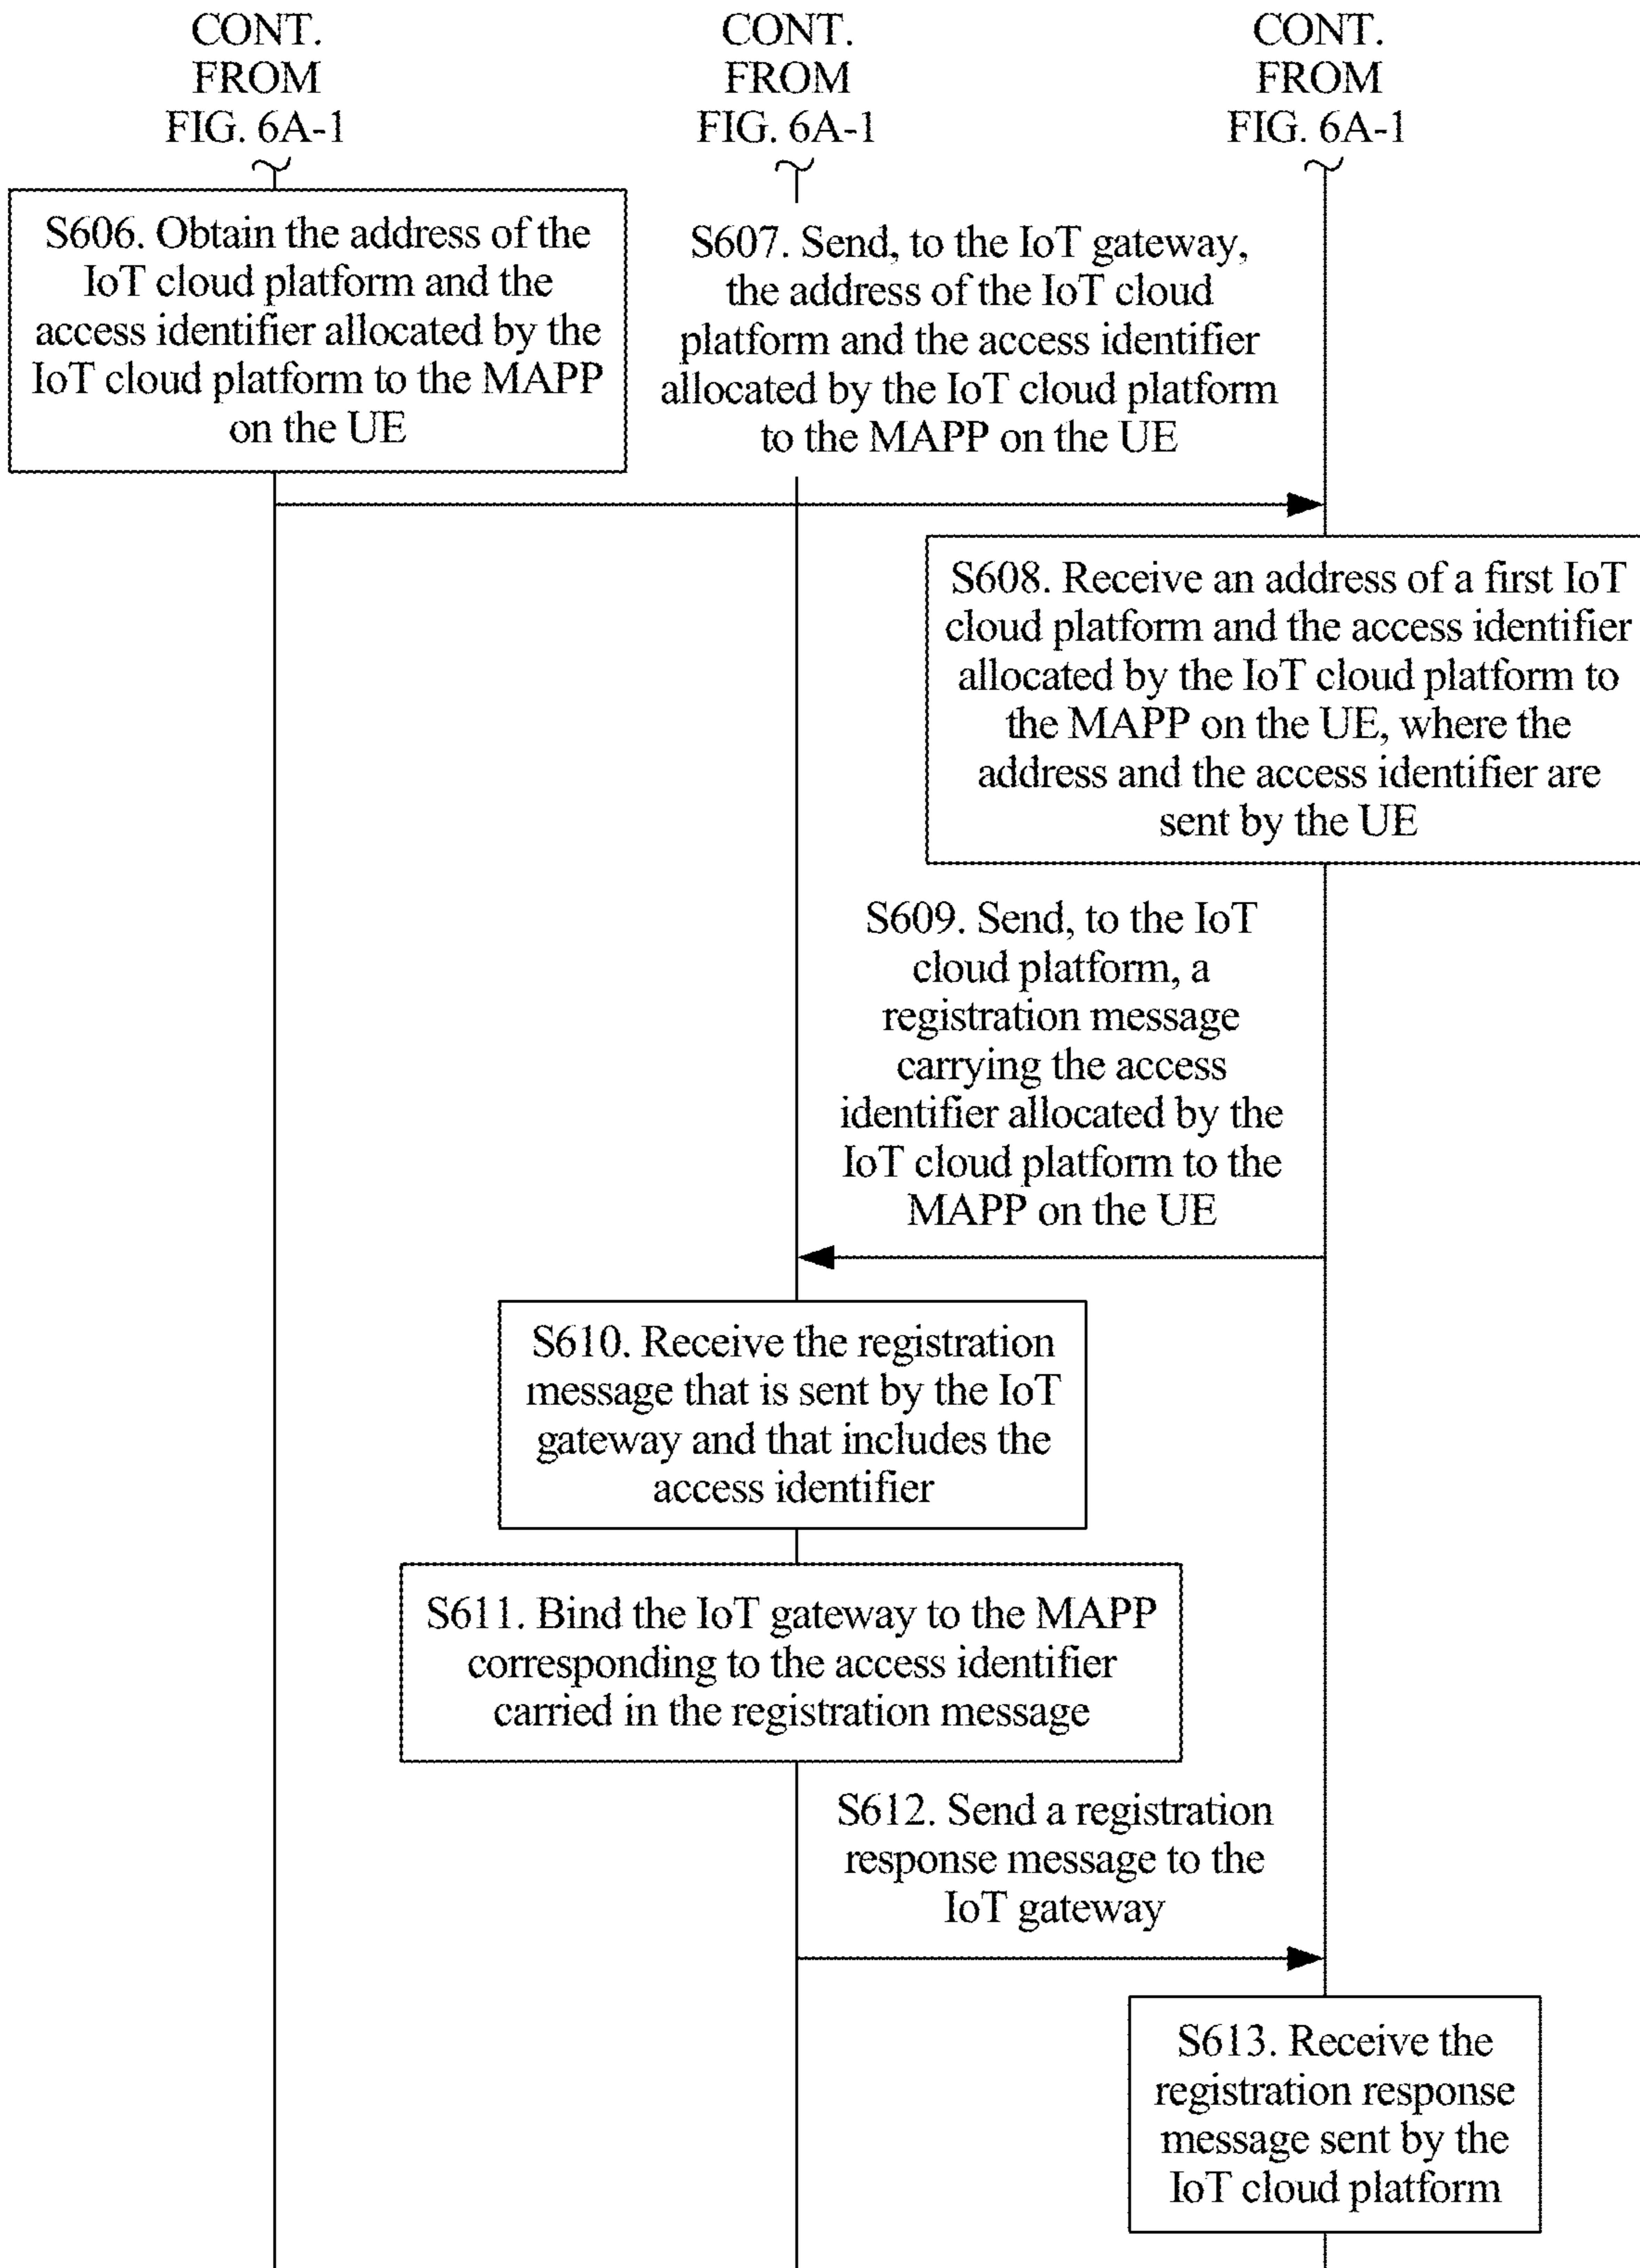 CONT.
FROM
FIG. 6A-1
CONT.
FROM
FIG. 6A-1
CONT.
FROM
FIG. 6A-1
S606. Obtain the address of the
IoT cloud platform and the
access identifier allocated by the
IoT cloud platform to the MAPP
on the UE
S607. Send, to the IoT gateway,
the address of the IoT cloud
platform and the access identifier
allocated by the IoT cloud platform
to the MAPP on the UE
S608. Receive an address of a first IoT
cloud platform and the access identifier
allocated by the IoT cloud platform to
the MAPP on the UE, where the
address and the access identifier are
sent by the UE
S609. Send, to the IoT
cloud platform, a
registration message
carrying the access
identifier allocated by the
IoT cloud platform to the
MAPP on the UE
S610. Receive the registration
message that is sent by the IoT
gateway and that includes the
access identifier
S611. Bind the IoT gateway to the MAPP
corresponding to the access identifier
carried in the registration message
S612. Send a registration
response message to the
IoT gateway
S613. Receive the
registration response
message sent by the
IoT cloud platform